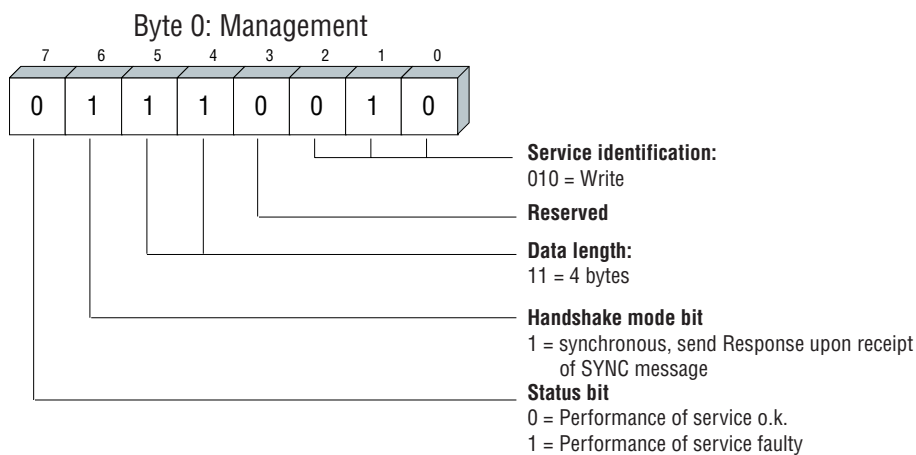 Byte 0: Management
7 6 5 4 3 2 1 0
0 1 1 1 0 0 1 0
Service identification:
010 = Write
Reserved
Data length:
11 = 4 bytes
Handshake mode bit
1 = synchronous, send Response upon receipt
of SYNC message
Status bit
0 = Performance of service o.k.
1 = Performance of service faulty